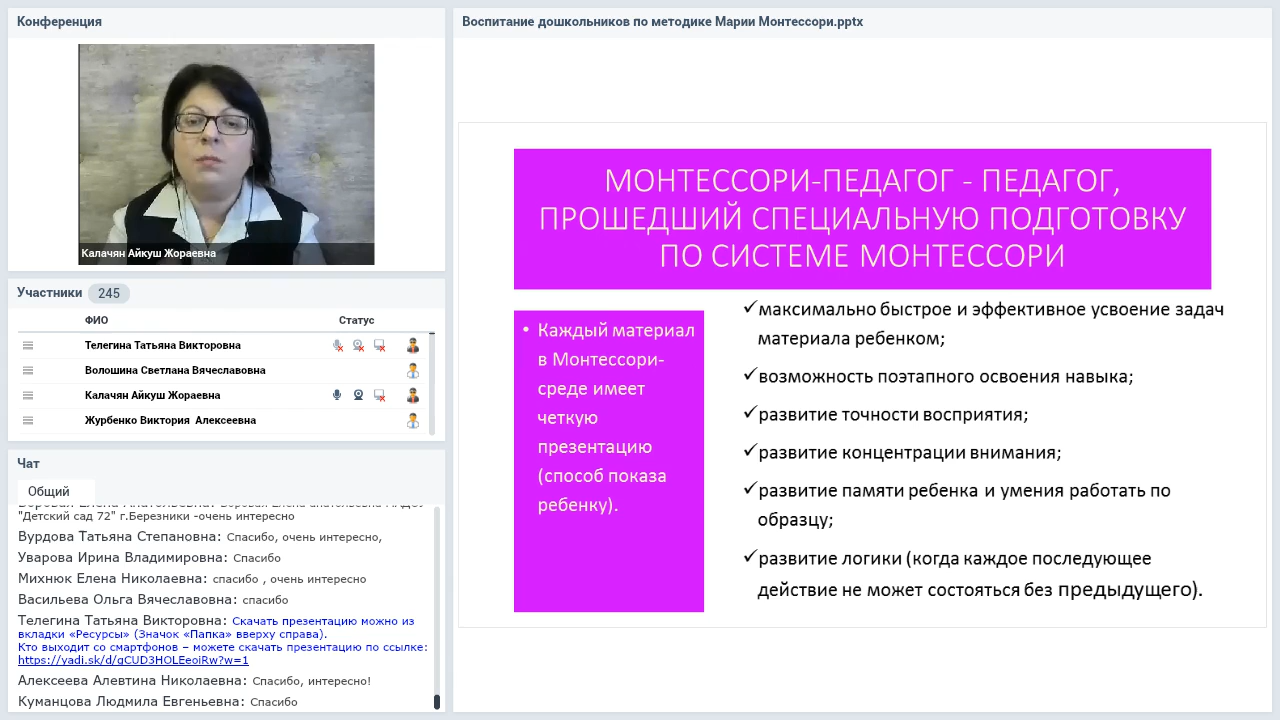 Конференция
Калачян Айкуш Жораевна
Участники 245
ФИО Статус
Телегина Татьяна Викторовна
Волошина Светлана Вячеславовна
Калачян Айкуш Жораевна
Журбенко Виктория Алексеевна
Чат
Общий
"Детский сад 72" г.Березники -очень интересно
Вурдова Татьяна Степановна: Спасибо, очень интересно,
Уварова Ирина Владимировна: Спасибо
Михнюк Елена Николаевна: спасибо , очень интересно
Васильева Ольга Вячеславовна: спасибо
Телегина Татьяна Викторовна: Скачать презентацию можно из
вкладки «Ресурсы» (Значок «Папка» вверху справа).
Кто выходит со смартфонов – можете скачать презентацию по ссылке:
https://yadi.sk/d/gCUD3HOLEeoiRw?w=1
Алексеева Алевтина Николаевна: Спасибо, интересно!
Куманцова Людмила Евгеньевна: Спасибо
Воспитание дошкольников по методике Марии Монтессори.pptx
МОНТЕССОРИ-ПЕДАГОГ - ПЕДАГОГ,
ПРОШЕДШИЙ СПЕЦИАЛЬНУЮ ПОДГОТОВКУ
ПО СИСТЕМЕ МОНТЕССОРИ
• Каждый материал
в Монтессори-
среде имеет
четкую
презентацию
(способ показа
ребенку).
✓максимально быстрое и эффективное усвоение задач
материала ребенком;
✓возможность поэтапного освоения навыка;
✓развитие точности восприятия;
✓развитие концентрации внимания;
✓развитие памяти ребенка и умения работать по
образцу;
✓развитие логики (когда каждое последующее
действие не может состояться без предыдущего).